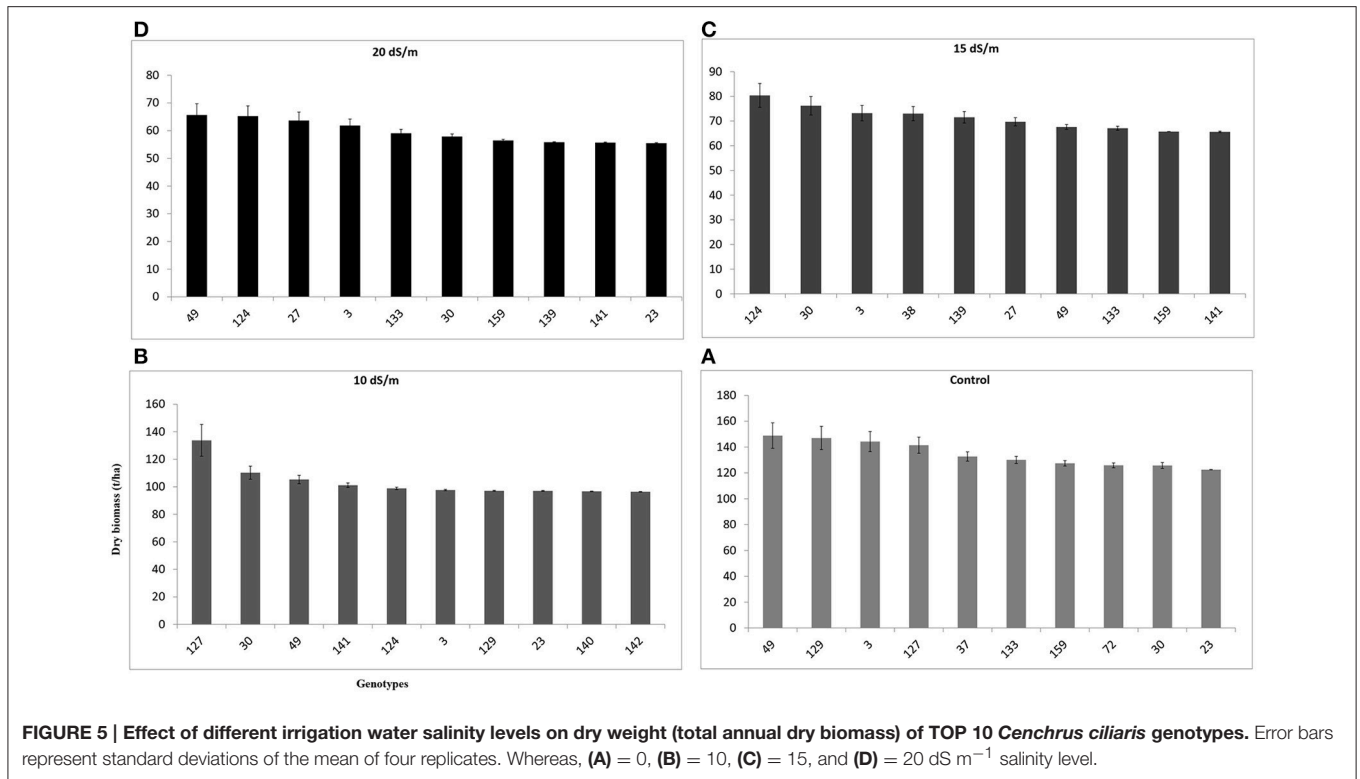 D
20 dS/m
80
70
60
50
40
30
20
10
0
49 124 27 3 133 30 159 139 141 23
C
15 dS/m
90
80
70
60
50
40
30
20
10
0
124 30 3 38 139 27 49 133 159 141
B
10 dS/m
Dry biomass (t/ha)
160
140
120
100
80
60
40
20
0
127 30 49 141 124 3 129 23 140 142
Genotypes
A
Control
180
160
140
120
100
80
60
40
20
0
49 129 3 127 37 133 159 72 30 23
FIGURE 5 | Effect of different irrigation water salinity levels on dry weight (total annual dry biomass) of TOP 10 Cenchrus ciliaris genotypes. Error bars
represent standard deviations of the mean of four replicates. Whereas, (A) = 0, (B) = 10, (C) = 15, and (D) = 20 dS m−1 salinity level.